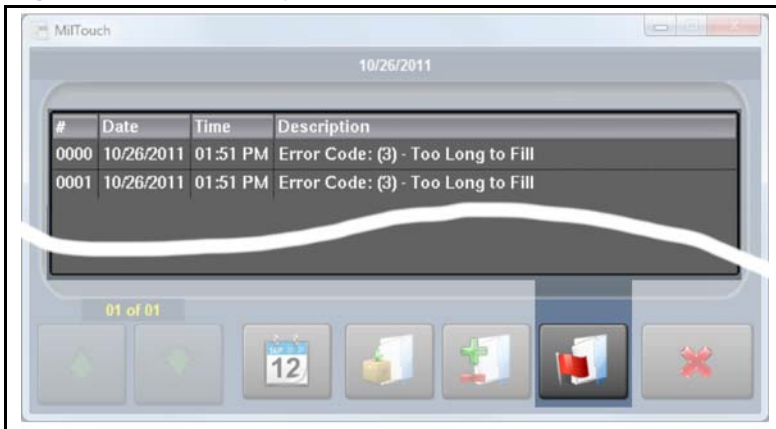 MilTouch
10/26/2011
# Date Time Description
0000 10/26/2011 01:51 PM Error Code: (3) - Too Long to Fill
0001 10/26/2011 01:51 PM Error Code: (3) - Too Long to Fill
01 of 01
12